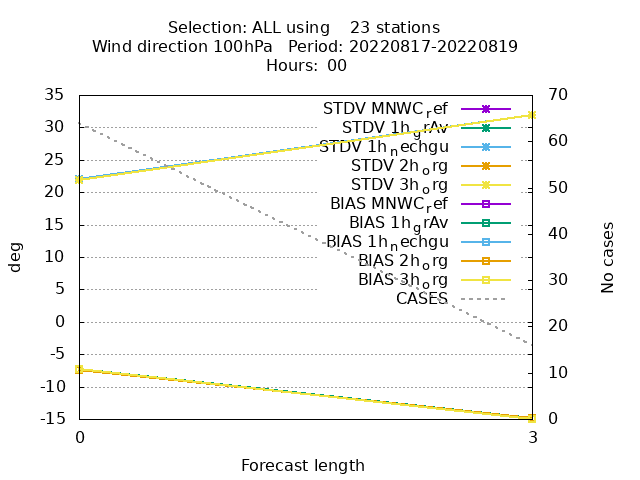 Selection: ALL using 23 stations
Wind direction 100hPa Period: 20220817-20220819
Hours: 00
35
30
25
20
15
10
5
0
-5
-10
-15
deg
STDV MNWC_ref
STDV 1h_grAv
STDV 1h_nechgu
STDV 2h_org
STDV 3h_org
BIAS MNWC_ref
BIAS 1h_grAv
BIAS 1h_nechgu
BIAS 2h_org
BIAS 3h_org
CASES
70
60
50
40
30
20
10
0
No cases
0 3
Forecast length